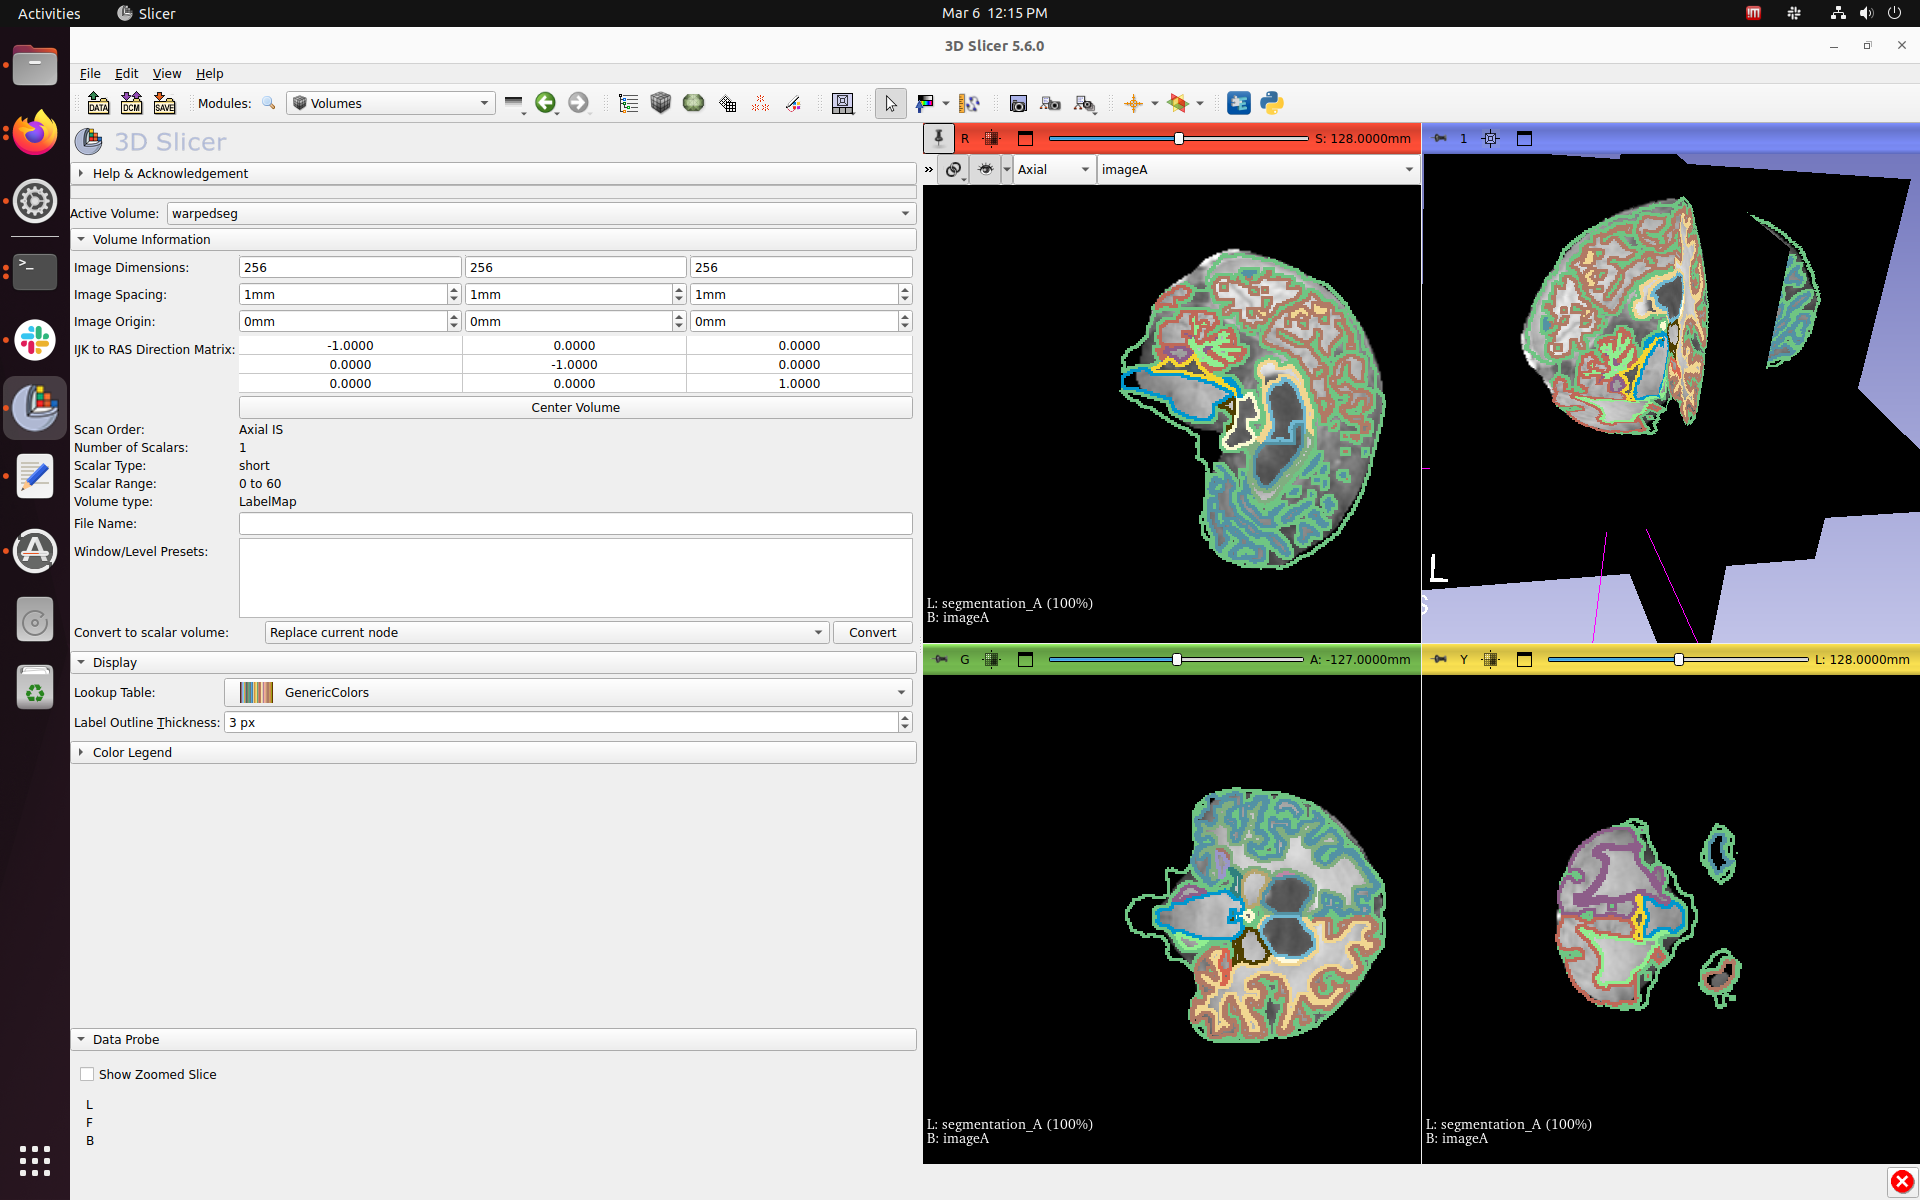 Activities Slicer Mar 6 12:15 PM
3D Slicer 5.6.0
File Edit View Help
DATA DCM SAVE Modules: Volumes
3D Slicer
Help & Acknowledgement
Active Volume: warpedseg
Volume Information
Image Dimensions: 256 256 256
Image Spacing: 1mm 1mm 1mm
Image Origin: 0mm 0mm 0mm
IJK to RAS Direction Matrix: -1.0000 0.0000 0.0000
0.0000 -1.0000 0.0000
0.0000 0.0000 1.0000
Center Volume
Scan Order: Axial IS
Number of Scalars: 1
Scalar Type: short
Scalar Range: 0 to 60
Volume type: LabelMap
File Name:
Window/Level Presets:
Convert to scalar volume: Replace current node Convert
Display
Lookup Table: GenericColors
Label Outline Thickness: 3 px
Color Legend
Data Probe
Show Zoomed Slice
L
F
B
R S: 128.0000mm
» Axial imageA
L: segmentation_A (100%)
B: imageA
1
L
S
G A: -127.0000mm
L: segmentation_A (100%)
B: imageA
Y L: 128.0000mm
L: segmentation_A (100%)
B: imageA